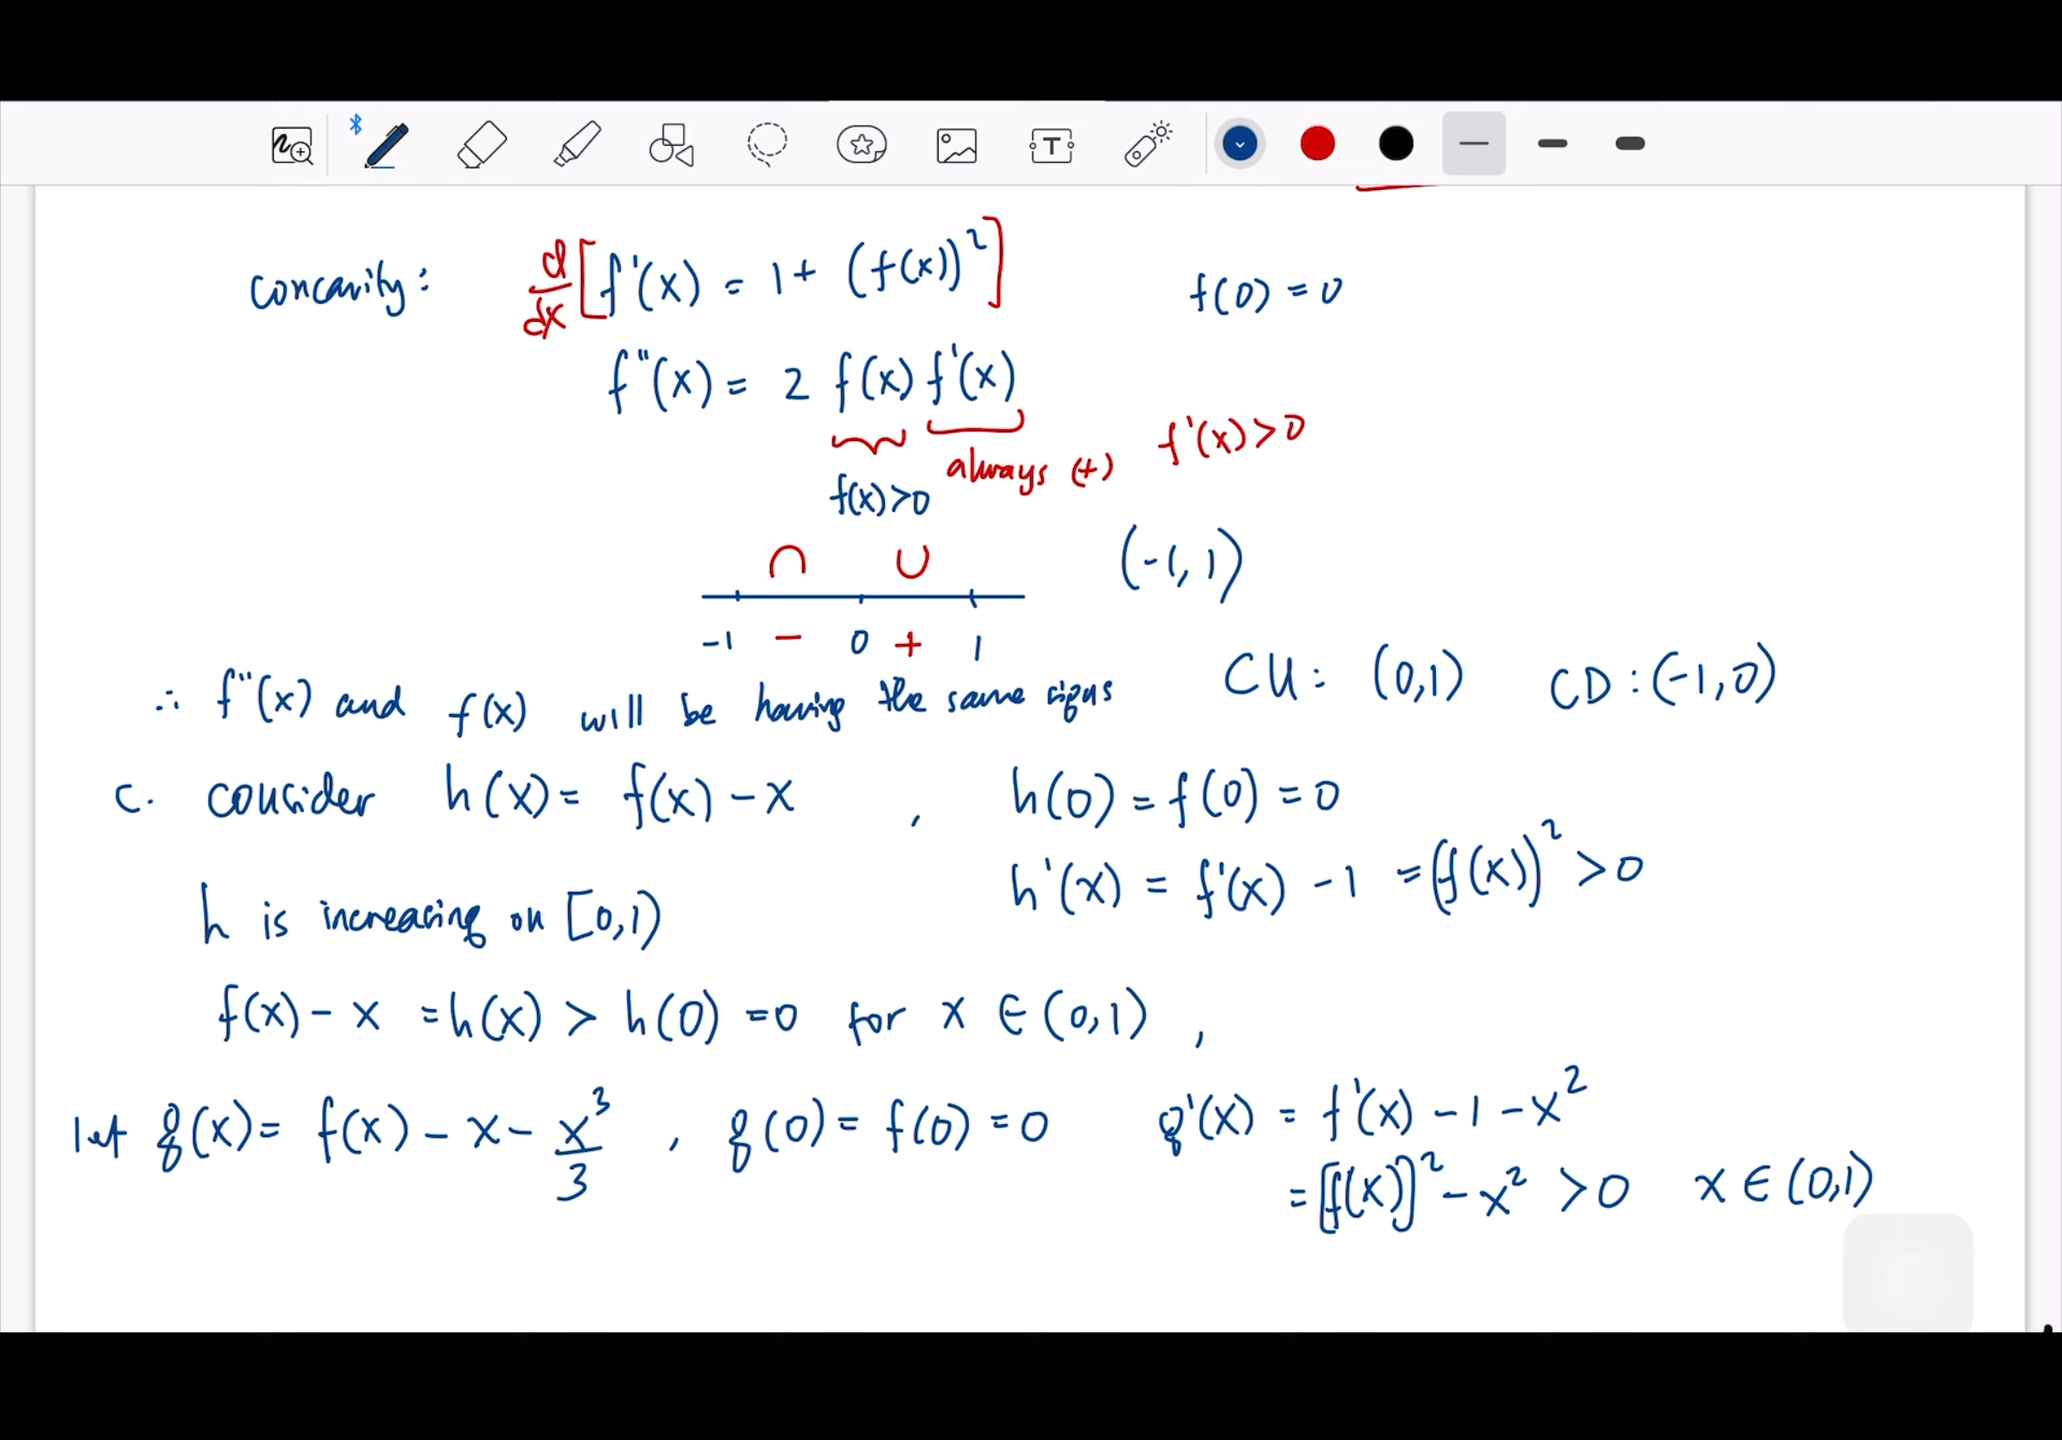 concavity: d/dx [f'(x) = 1 + (f(x))²] f(0) = 0
f''(x) = 2 f(x) f'(x)
always (+) f'(x) > 0
f(x) > 0
∩ ∪ (-1, 1)
-1 − 0 + 1
∴ f''(x) and f(x) will be having the same signs CU: (0,1) CD: (-1,0)
c. consider h(x) = f(x) - x , h(0) = f(0) = 0
h'(x) = f'(x) - 1 = (f(x))² > 0
h is increasing on [0,1)
f(x) - x = h(x) > h(0) = 0 for x ∈ (0,1) ,
let g(x) = f(x) - x - x³/3 , g(0) = f(0) = 0 g'(x) = f'(x) - 1 - x²
= [f(x)]² - x² > 0 x ∈ (0,1)